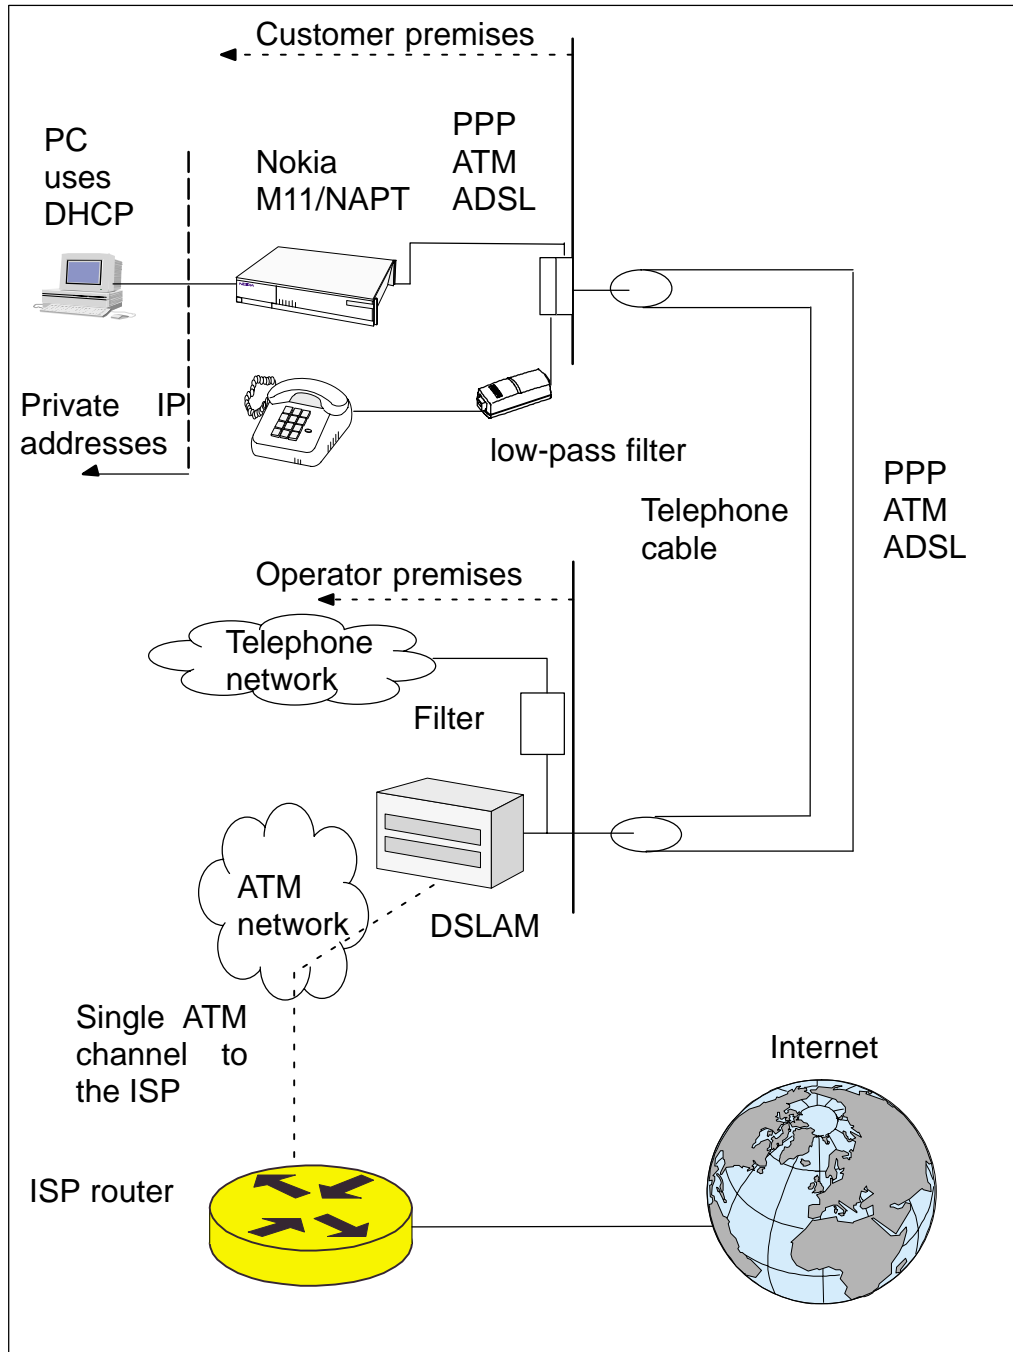 Customer premises
PC
uses
DHCP
Nokia
M11/NAPT
PPP
ATM
ADSL
NOKIA
Private IP
addresses
low-pass filter
Telephone
cable
PPP
ATM
ADSL
Operator premises
Telephone
network
Filter
ATM
network
DSLAM
Single ATM
channel to
the ISP
Internet
ISP router